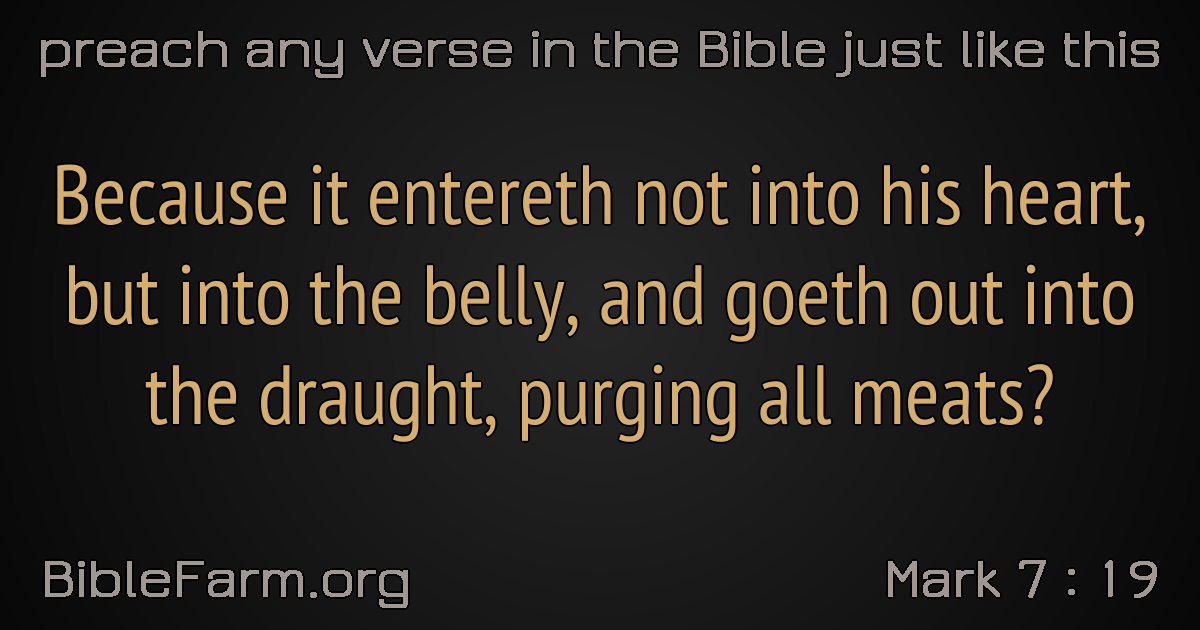 preach any verse in the Bible just like this
Because it entereth not into his heart,
but into the belly, and goeth out into
the draught, purging all meats?
BibleFarm.org
Mark 7 : 19